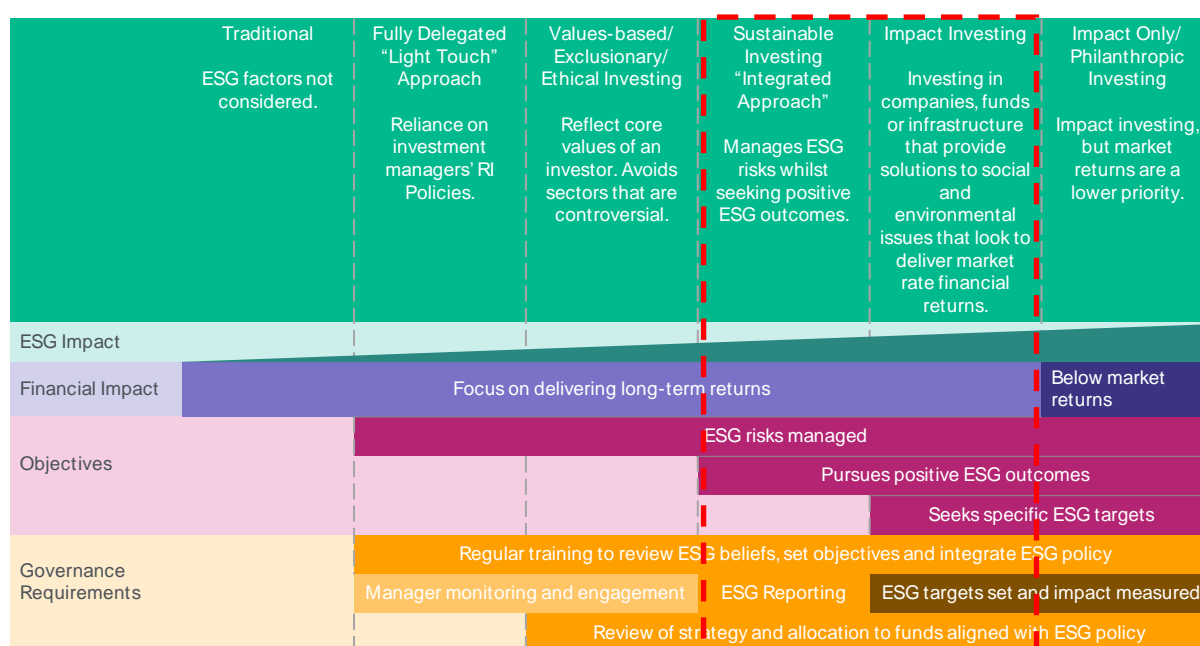 Traditional
ESG factors not
considered.
Fully Delegated
“Light Touch”
Approach
Reliance on
investment
managers’ RI
Policies.
Values-based/
Exclusionary/
Ethical Investing
Reflect core
values of an
investor. Avoids
sectors that are
controversial.
Sustainable
Investing
“Integrated
Approach”
Manages ESG
risks whilst
seeking positive
ESG outcomes.
Impact Investing
Investing in
companies, funds
or infrastructure
that provide
solutions to social
and
environmental
issues that look to
deliver market
rate financial
returns.
Impact Only/
Philanthropic
Investing
Impact investing,
but market
returns are a
lower priority.
ESG Impact
Financial Impact
Focus on delivering long-term returns
Below market
returns
Objectives
ESG risks managed
Pursues positive ESG outcomes
Seeks specific ESG targets
Governance
Requirements
Regular training to review ESG beliefs, set objectives and integrate ESG policy
Manager monitoring and engagement
ESG Reporting
ESG targets set and impact measured
Review of strategy and allocation to funds aligned with ESG policy